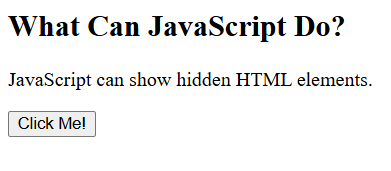 What Can JavaScript Do?
JavaScript can show hidden HTML elements.
Click Me!